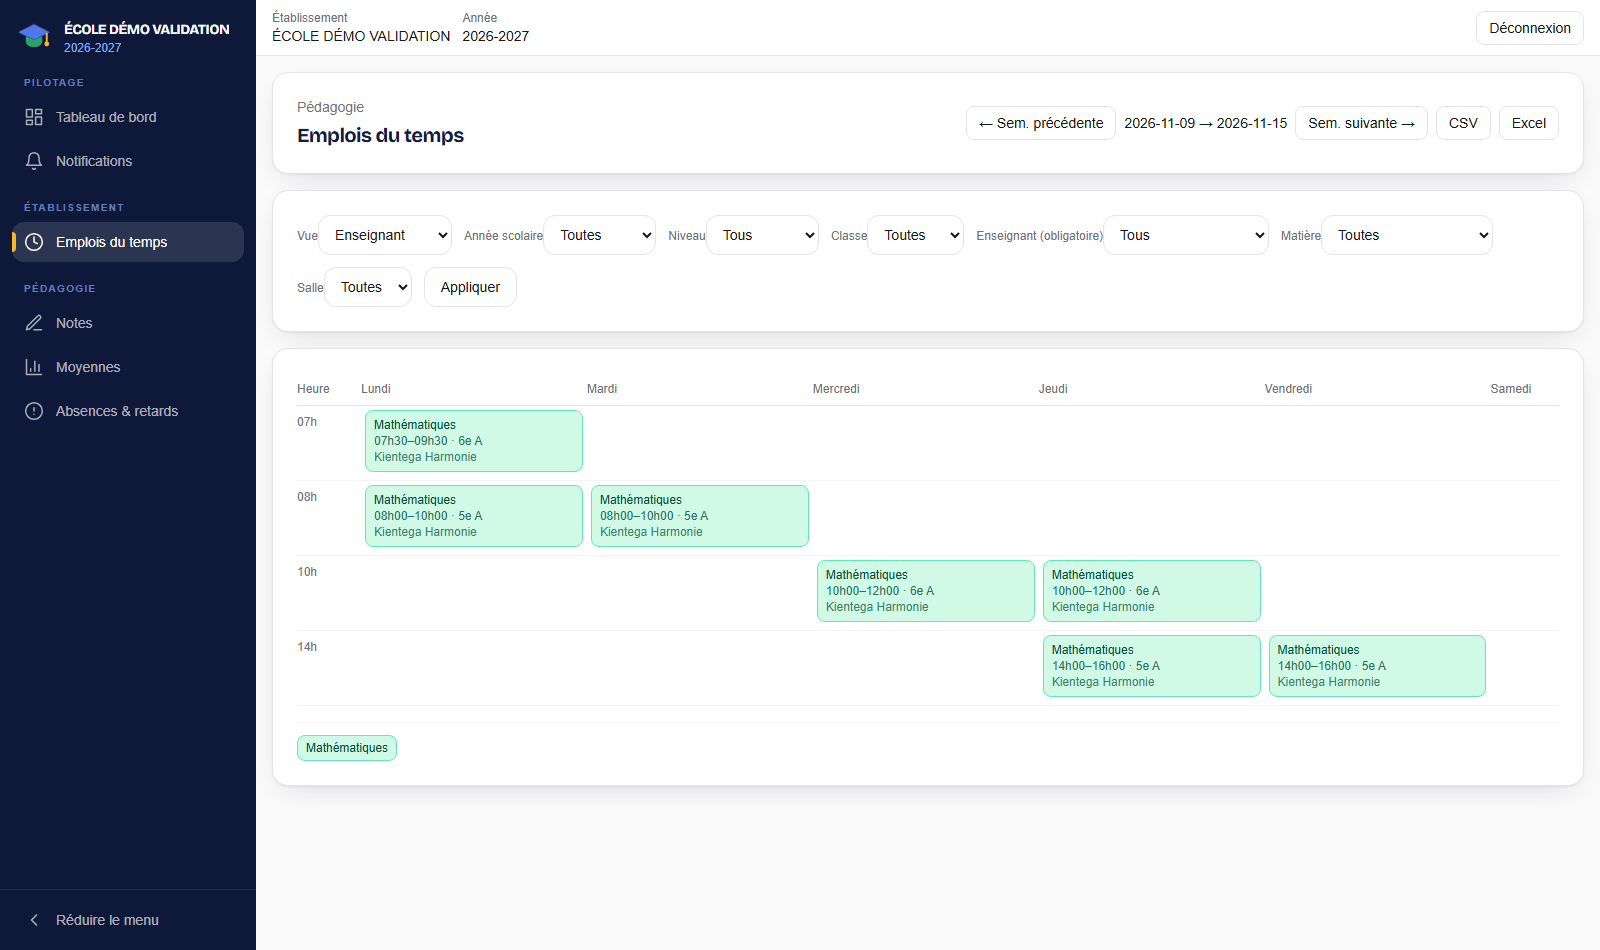 ÉCOLE DÉMO VALIDATION
2026-2027
PILOTAGE
Tableau de bord
Notifications
ÉTABLISSEMENT
Emplois du temps
PÉDAGOGIE
Notes
Moyennes
Absences & retards
Réduire le menu
Établissement
ÉCOLE DÉMO VALIDATION
Année
2026-2027
Déconnexion
Pédagogie
Emplois du temps
← Sem. précédente
2026-11-09 → 2026-11-15
Sem. suivante →
CSV
Excel
Vue Enseignant
Année scolaire Toutes
Niveau Tous
Classe Toutes
Enseignant (obligatoire) Tous
Matière Toutes
Salle Toutes
Appliquer
Heure Lundi Mardi Mercredi Jeudi Vendredi Samedi
07h
Mathématiques
07h30–09h30 · 6e A
Kientega Harmonie
08h
Mathématiques
08h00–10h00 · 5e A
Kientega Harmonie
Mathématiques
08h00–10h00 · 5e A
Kientega Harmonie
10h
Mathématiques
10h00–12h00 · 6e A
Kientega Harmonie
Mathématiques
10h00–12h00 · 6e A
Kientega Harmonie
14h
Mathématiques
14h00–16h00 · 5e A
Kientega Harmonie
Mathématiques
14h00–16h00 · 5e A
Kientega Harmonie
Mathématiques